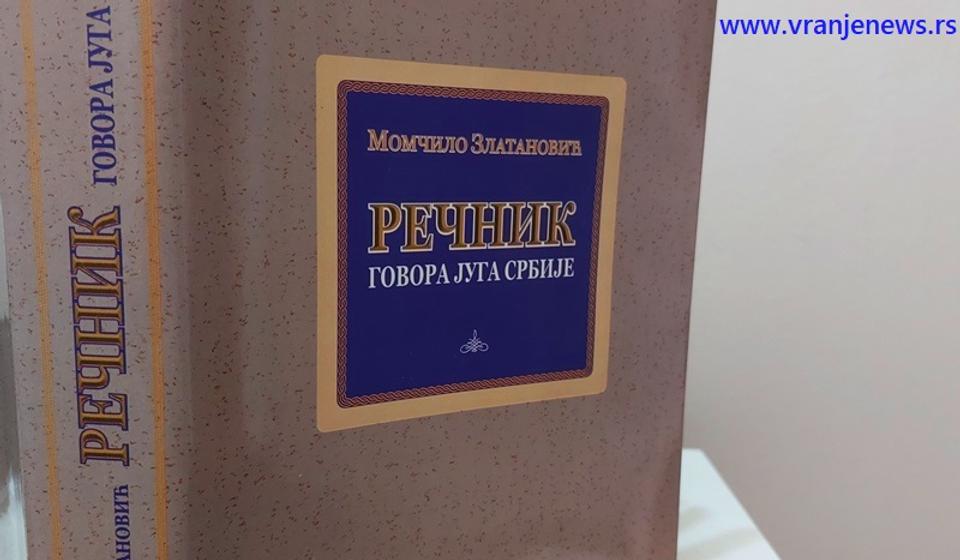 www.vranjenews.rs
Момчило Златановић
РЕЧНИК
ГОВОРА ЈУГА СРБИЈЕ
РЕЧНИК
ГОВОРА ЈУГА